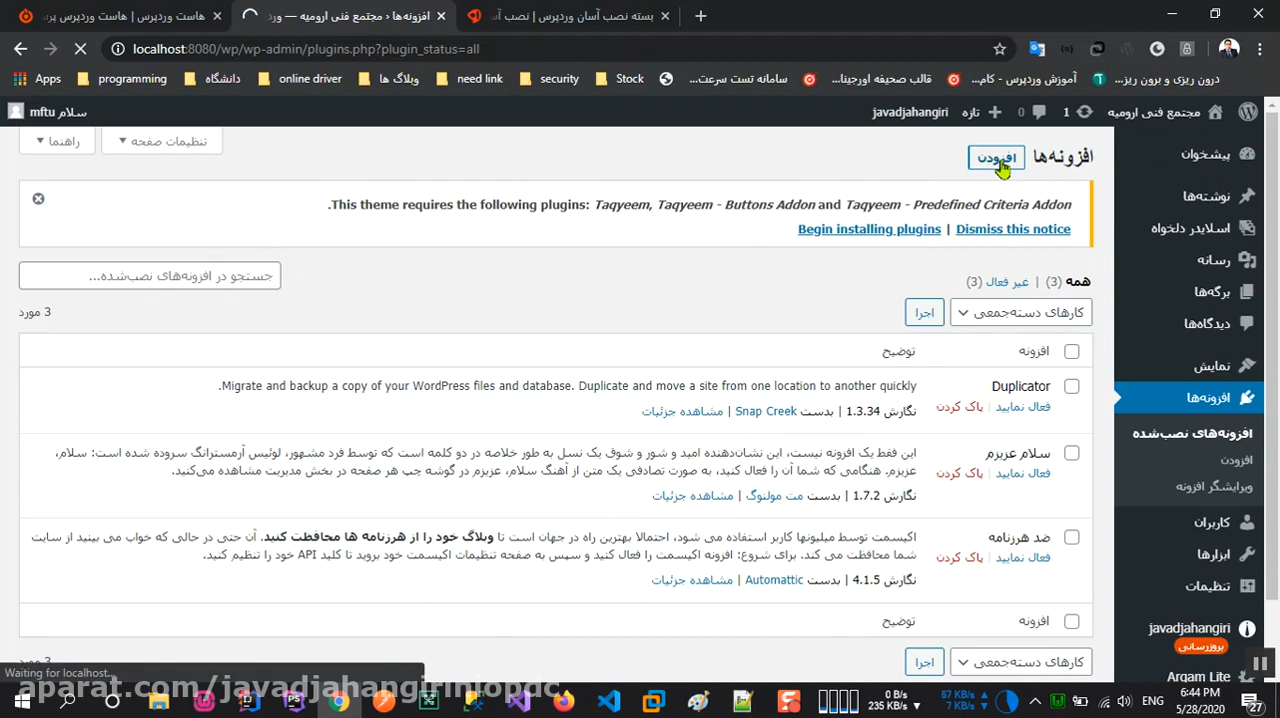 هاست وردپرس | هاست وردپرس پرس
افزونه‌ها ‹ مجتمع فنی ارومیه — ورد
بسته نصب آسان وردپرس | نصب آس
localhost:8080/wp/wp-admin/plugins.php?plugin_status=all
Apps
programming
دانشگاه
online driver
وبلاگ ها
need link
security
Stock
سامانه تست سرعت...
قالب صحیفه اورجینا...
آموزش وردپرس - کام...
درون ریزی و برون ریز...
مجتمع فنی ارومیه
1
0
تازه
javadjahangiri
سلام mftu
تنظیمات صفحه
راهنما
افزونه‌ها
افزودن
This theme requires the following plugins: Taqyeem, Taqyeem - Buttons Addon and Taqyeem - Predefined Criteria Addon.
Begin installing plugins | Dismiss this notice
همه (3) | غیر فعال (3)
جستجو در افزونه‌های نصب‌شده...
کارهای دسته‌جمعی
اجرا
3 مورد
افزونه
توضیح
Duplicator
فعال نمایید | پاک کردن
Migrate and backup a copy of your WordPress files and database. Duplicate and move a site from one location to another quickly.
نگارش 1.3.34 | بدست Snap Creek | مشاهده جزئیات
سلام عزیزم
فعال نمایید | پاک کردن
این فقط یک افزونه نیست، این نشان‌دهنده امید و شور و شوق یک نسل به طور خلاصه در دو کلمه است که توسط فرد مشهور، لوئیس آرمسترانگ سروده شده است: سلام،
عزیزم. هنگامی که شما آن را فعال کنید، به صورت تصادفی یک متن از آهنگ سلام، عزیزم در گوشه چپ هر صفحه در بخش مدیریت مشاهده می‌کنید.
نگارش 1.7.2 | بدست مت مولنوگ | مشاهده جزئیات
ضد هرزنامه
فعال نمایید | پاک کردن
اکیسمت توسط میلیونها کاربر استفاده می شود، احتمالا بهترین راه در جهان است تا وبلاگ خود را از هرزنامه ها محافظت کنید. آن حتی در حالی که خواب می بینید از سایت
شما محافظت می کند. برای شروع: افزونه اکیسمت را فعال کنید و سپس به صفحه تنظیمات اکیسمت خود بروید تا کلید API خود را تنظیم کنید.
نگارش 4.1.5 | بدست Automattic | مشاهده جزئیات
افزونه
توضیح
کارهای دسته‌جمعی
اجرا
3 مورد
پیشخوان
نوشته‌ها
اسلایدر دلخواه
رسانه
برگه‌ها
دیدگاه‌ها
نمایش
افزونه‌ها
افزونه‌های نصب‌شده
افزودن
ویرایشگر افزونه
کاربران
ابزارها
تنظیمات
javadjahangiri
بروزرسانی
Arqam Lite
Waiting for localhost...
aparat.com/javadjahangiriniopdc
0 B/s
235 KB/s
67 KB/s
7 KB/s
ENG
6:44 PM
5/28/2020
27